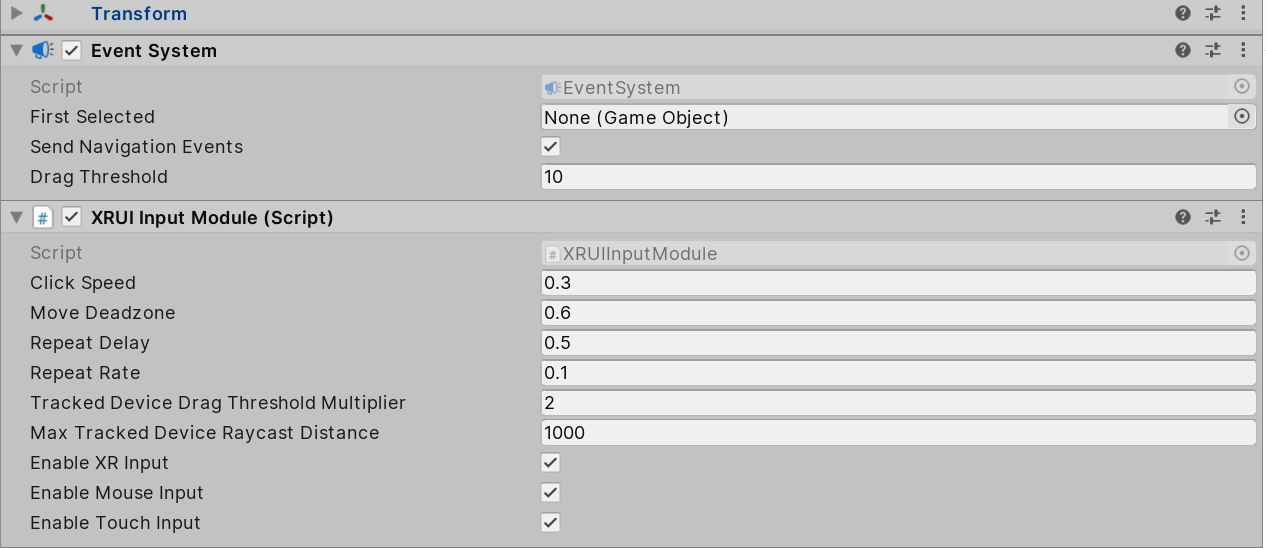 Transform
Event System
Script EventSystem
First Selected None (Game Object)
Send Navigation Events
Drag Threshold 10
# XRUI Input Module (Script)
Script # XRUIInputModule
Click Speed 0.3
Move Deadzone 0.6
Repeat Delay 0.5
Repeat Rate 0.1
Tracked Device Drag Threshold Multiplier 2
Max Tracked Device Raycast Distance 1000
Enable XR Input
Enable Mouse Input
Enable Touch Input